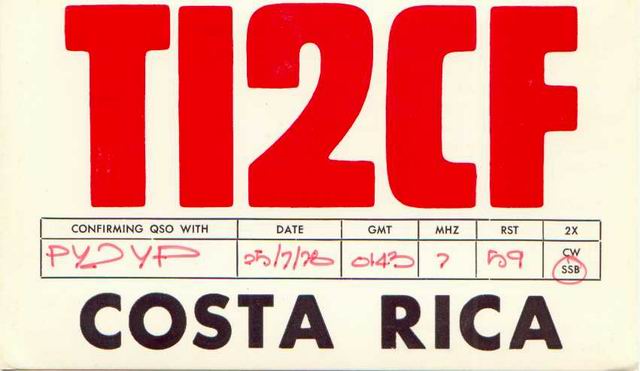 TI2CF
CONFIRMING QSO WITH DATE GMT MHZ RST 2X
PY2YP 25/7/78 0143 7 59 CW
SSB
COSTA RICA